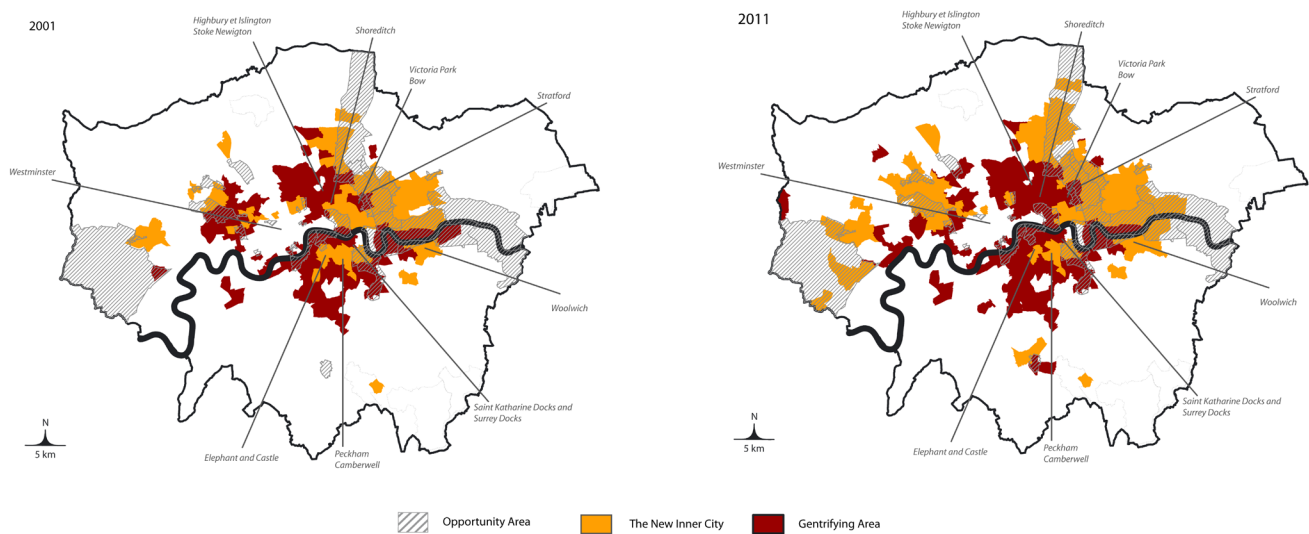 2001
Highbury et Islington
Stoke Newigton
Shoreditch
Victoria Park
Bow
Stratford
Westminster
Woolwich
Saint Katharine Docks and
Surrey Docks
Elephant and Castle
Peckham
Camberwell
N
5 km
2011
Highbury et Islington
Stoke Newigton
Shoreditch
Victoria Park
Bow
Stratford
Westminster
Woolwich
Saint Katharine Docks and
Surrey Docks
Elephant and Castle
Peckham
Camberwell
N
5 km
Opportunity Area
The New Inner City
Gentrifying Area